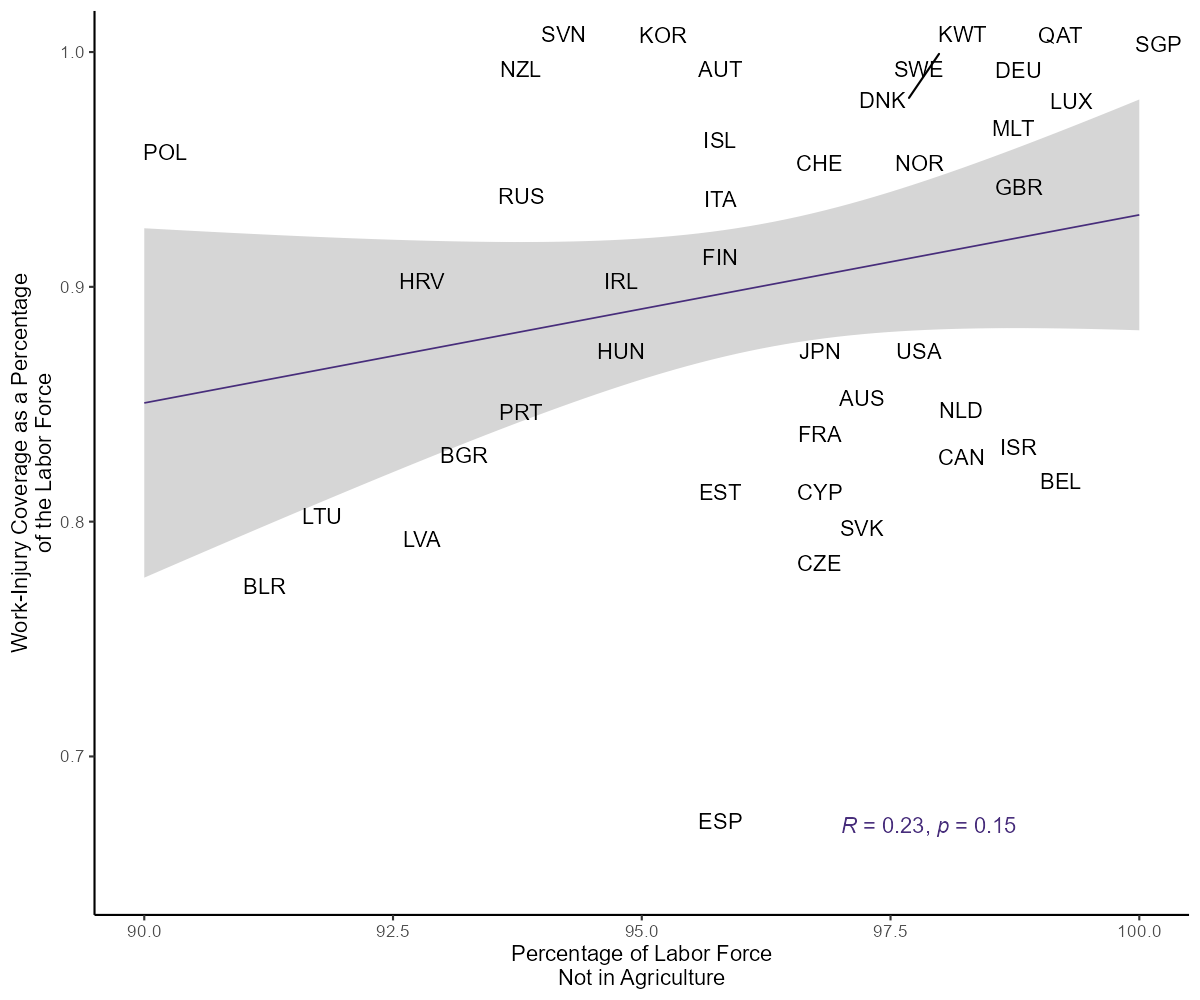 SVN KOR KWT QAT SGP
1.0
NZL AUT SWE DEU
DNK LUX
MLT
ISL
POL CHE NOR
GBR
RUS ITA
FIN
HRV IRL
0.9
HUN JPN USA
AUS
PRT NLD
FRA
BGR CAN ISR
BEL
EST CYP
LTU
0.8
SVK
LVA
CZE
BLR
0.7
ESP
R = 0.23, p = 0.15
Work-Injury Coverage as a Percentage
of the Labor Force
90.0 92.5 95.0 97.5 100.0
Percentage of Labor Force
Not in Agriculture